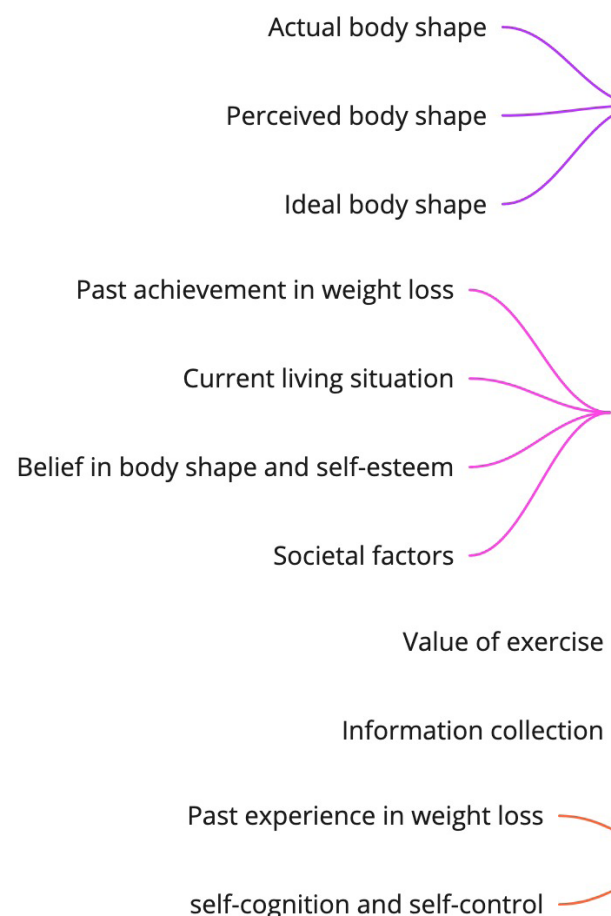 Actual body shape
Perceived body shape
Ideal body shape
Past achievement in weight loss
Current living situation
Belief in body shape and self-esteem
Societal factors
Value of exercise
Information collection
Past experience in weight loss
self-cognition and self-control